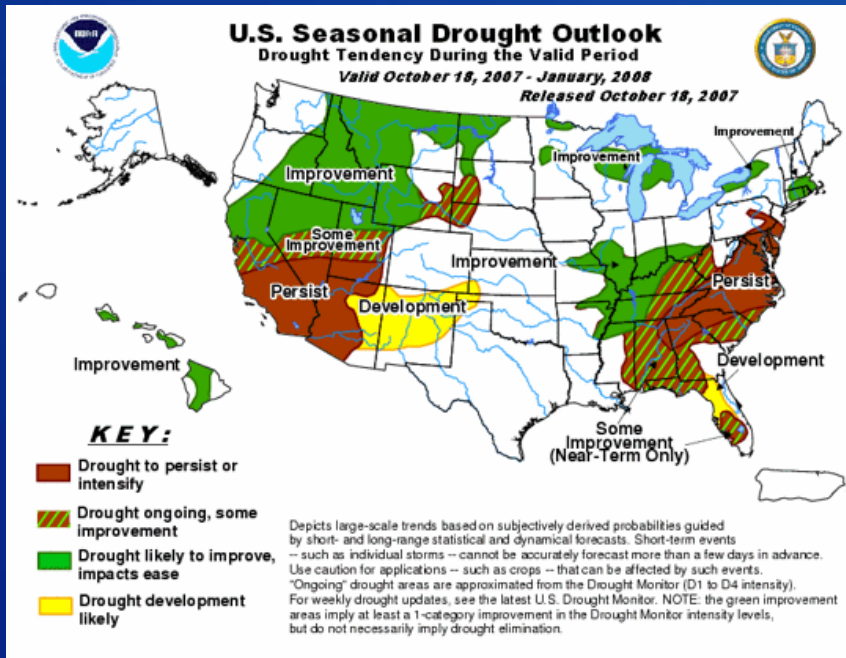 U.S. Seasonal Drought Outlook
Drought Tendency During the Valid Period
Valid October 18, 2007 - January, 2008
Released October 18, 2007
NOAA
Improvement
Improvement
Improvement
Some
Improvement
Improvement
Persist
Persist
Development
Improvement
Development
Some
Improvement
(Near-Term Only)
KEY:
Drought to persist or
intensify
Drought ongoing, some
improvement
Drought likely to improve,
impacts ease
Drought development
likely
Depicts large-scale trends based on subjectively derived probabilities guided
by short- and long-range statistical and dynamical forecasts. Short-term events
-- such as individual storms -- cannot be accurately forecast more than a few days in advance.
Use caution for applications -- such as crops -- that can be affected by such events.
"Ongoing" drought areas are approximated from the Drought Monitor (D1 to D4 intensity).
For weekly drought updates, see the latest U.S. Drought Monitor. NOTE: the green improvement
areas imply at least a 1-category improvement in the Drought Monitor intensity levels,
but do not necessarily imply drought elimination.